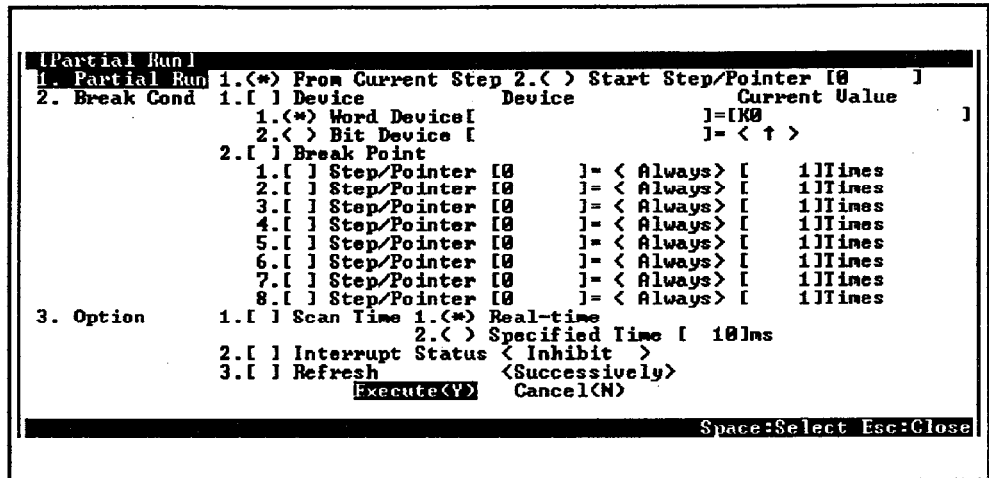 [Partial Run]
1. Partial Run 1.(*) From Current Step 2.( ) Start Step/Pointer [0 ]
2. Break Cond 1.[ ] Device Device Current Value
1.(*) Word Device[ ]=[K0 ]
2.( ) Bit Device [ ]= < ↑ >
2.[ ] Break Point
1.[ ] Step/Pointer [0 ]= < Always> [ 1]Times
2.[ ] Step/Pointer [0 ]= < Always> [ 1]Times
3.[ ] Step/Pointer [0 ]= < Always> [ 1]Times
4.[ ] Step/Pointer [0 ]= < Always> [ 1]Times
5.[ ] Step/Pointer [0 ]= < Always> [ 1]Times
6.[ ] Step/Pointer [0 ]= < Always> [ 1]Times
7.[ ] Step/Pointer [0 ]= < Always> [ 1]Times
8.[ ] Step/Pointer [0 ]= < Always> [ 1]Times
3. Option 1.[ ] Scan Time 1.(*) Real-time
2.( ) Specified Time [ 10]ms
2.[ ] Interrupt Status < Inhibit >
3.[ ] Refresh <Successively>
Execute(Y) Cancel(N)
Space:Select Esc:Close